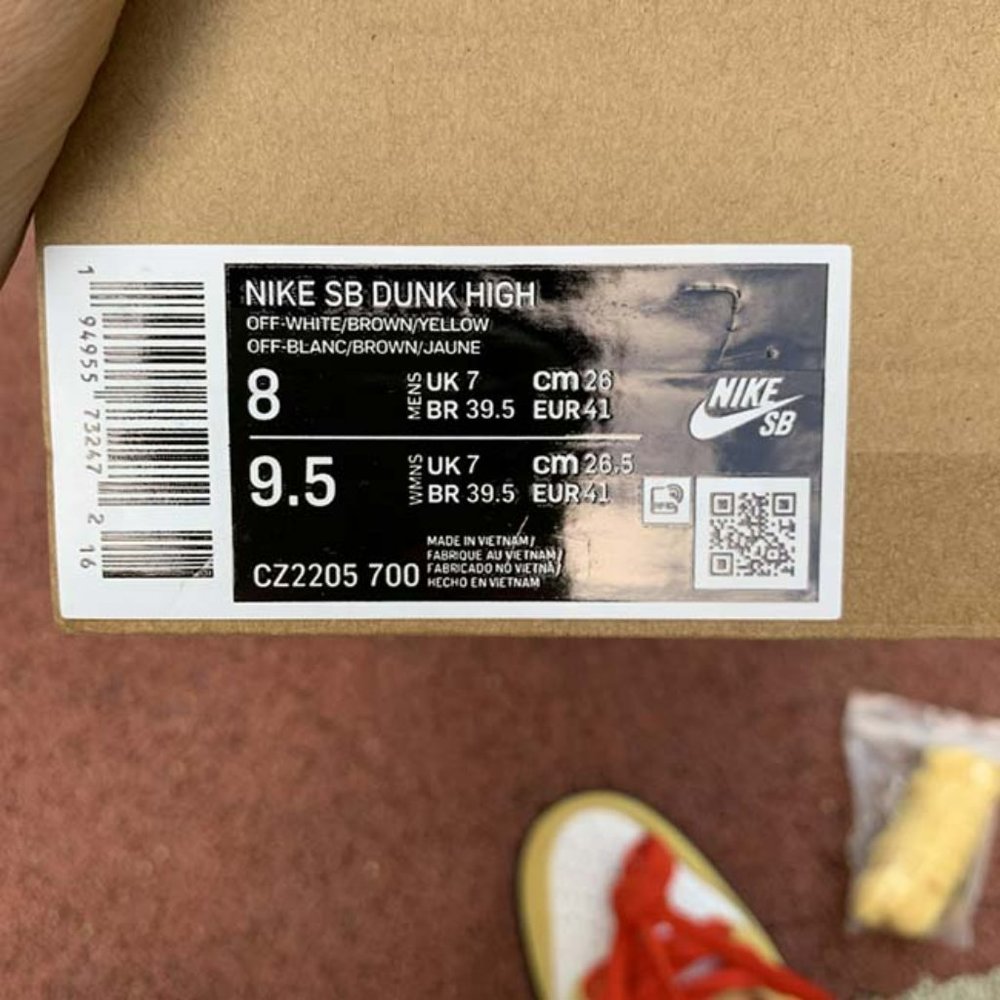 1 94955 73247 2 16
NIKE SB DUNK HIGH
OFF-WHITE/BROWN/YELLOW
OFF-BLANC/BROWN/JAUNE
8 MENS UK 7 cm 26
BR 39.5 EUR 41
9.5 WMNS UK 7 cm 26.5
BR 39.5 EUR 41
CZ2205 700
MADE IN VIETNAM/
FABRIQUE AU VIETNAM/
FABRICADO NO VIETNA/
HECHO EN VIETNAM
NIKE
SB